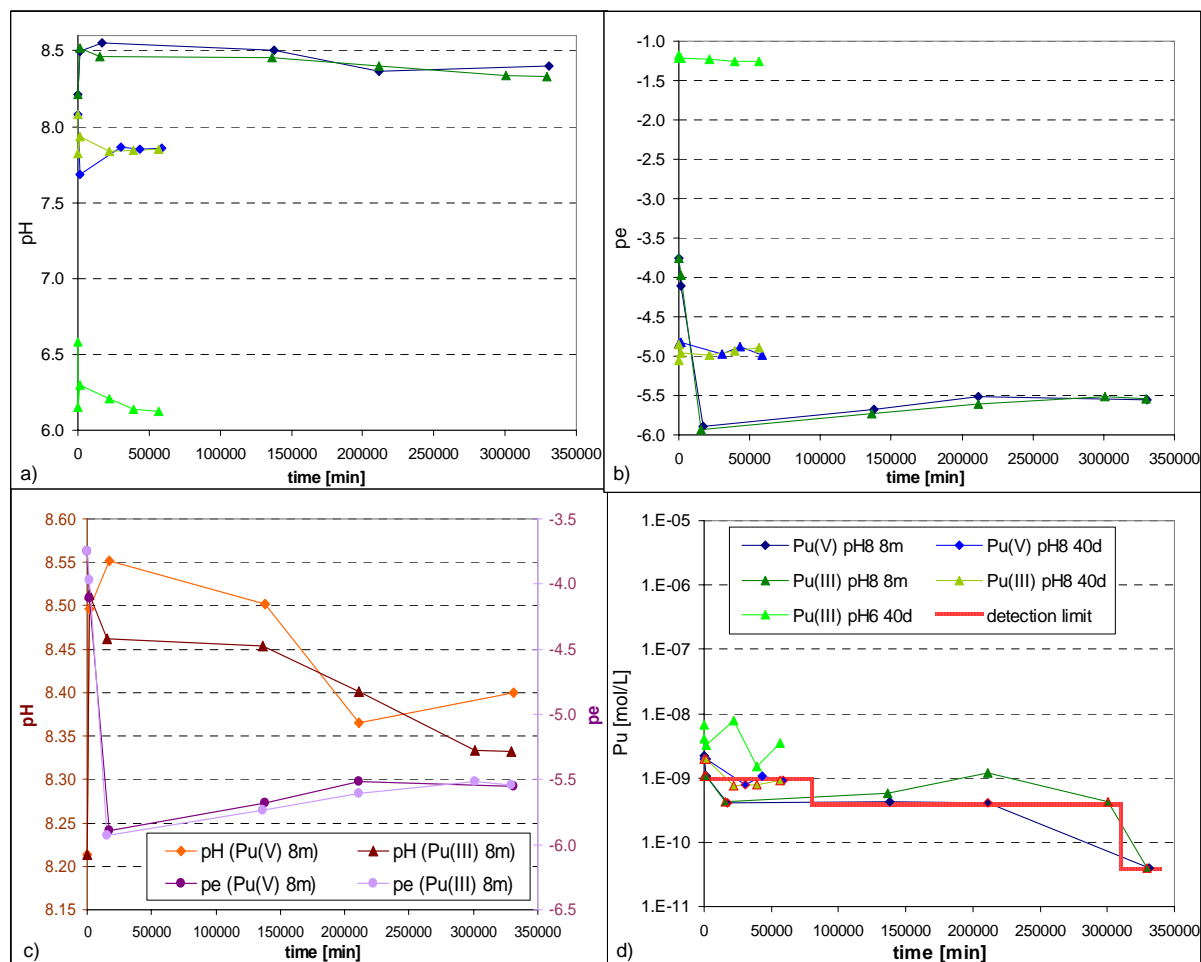 8.5
8.0
7.5
7.0
6.5
6.0
pH
0 50000 100000 150000 200000 250000 300000 350000
time [min]
a)
-1.0
-1.5
-2.0
-2.5
-3.0
-3.5
-4.0
-4.5
-5.0
-5.5
-6.0
pe
0 50000 100000 150000 200000 250000 300000 350000
time [min]
b)
8.60
8.55
8.50
8.45
8.40
8.35
8.30
8.25
8.20
8.15
pH
-3.5
-4.0
-4.5
-5.0
-5.5
-6.0
-6.5
pe
pH (Pu(V) 8m) pH (Pu(III) 8m)
pe (Pu(V) 8m) pe (Pu(III) 8m)
0 50000 100000 150000 200000 250000 300000 350000
time [min]
c)
1.E-05
1.E-06
1.E-07
1.E-08
1.E-09
1.E-10
1.E-11
Pu [mol/L]
Pu(V) pH8 8m Pu(V) pH8 40d
Pu(III) pH8 8m Pu(III) pH8 40d
Pu(III) pH6 40d detection limit
0 50000 100000 150000 200000 250000 300000 350000
time [min]
d)